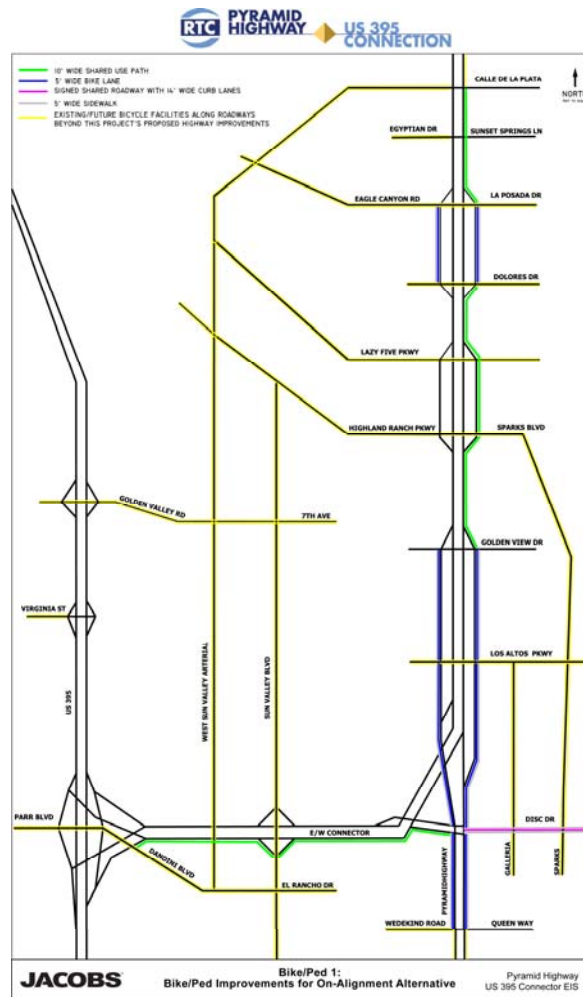 RTC PYRAMID HIGHWAY US 395 CONNECTION
10' WIDE SHARED USE PATH
5' WIDE BIKE LANE
SIGNED SHARED ROADWAY WITH 14' WIDE CURB LANES
5' WIDE SIDEWALK
EXISTING/FUTURE BICYCLE FACILITIES ALONG ROADWAYS
BEYOND THIS PROJECT'S PROPOSED HIGHWAY IMPROVEMENTS
NORTH
CALLE DE LA PLATA
EGYPTIAN DR
SUNSET SPRINGS LN
EAGLE CANYON RD
LA POSADA DR
DOLORES DR
LAZY FIVE PKWY
HIGHLAND RANCH PKWY
SPARKS BLVD
GOLDEN VALLEY RD
7TH AVE
GOLDEN VIEW DR
VIRGINIA ST
LOS ALTOS PKWY
US 395
WEST SUN VALLEY ARTERIAL
SUN VALLEY BLVD
PARR BLVD
DANDINI BLVD
E/W CONNECTOR
DISC DR
EL RANCHO DR
PYRAMIDHIGHWAY
GALLERIA
SPARKS
WEDEKIND ROAD
QUEEN WAY
JACOBS
Bike/Ped 1:
Bike/Ped Improvements for On-Alignment Alternative
Pyramid Highway
US 395 Connector EIS